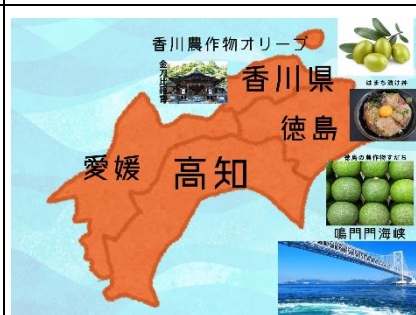 香川農作物オリーブ
金刀比羅宮
香川県
はまち漬け丼
徳島
徳島の農作物すだち
愛媛
高知
鳴門門海峡